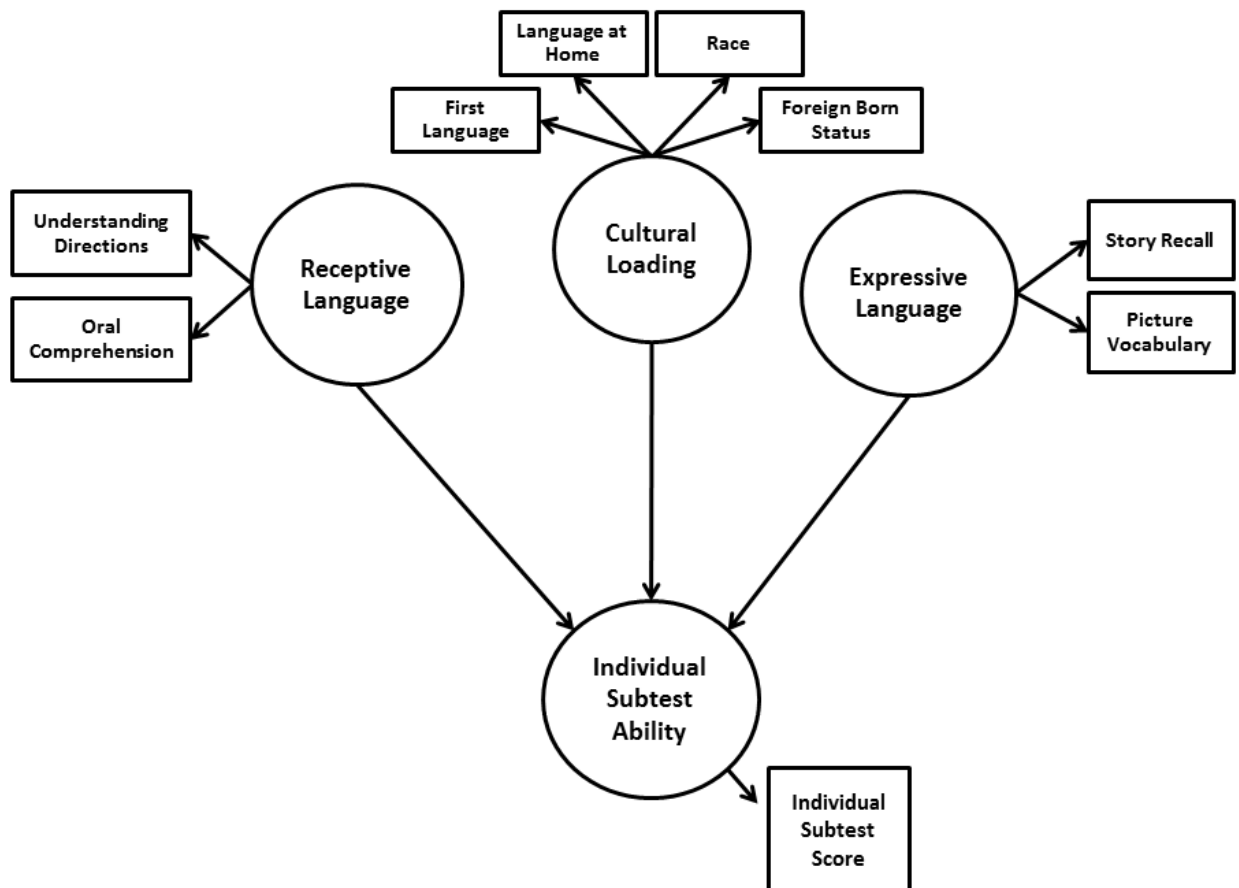 Language at
Home
Race
First
Language
Foreign Born
Status
Understanding
Directions
Oral
Comprehension
Receptive
Language
Cultural
Loading
Expressive
Language
Story Recall
Picture
Vocabulary
Individual
Subtest
Ability
Individual
Subtest
Score